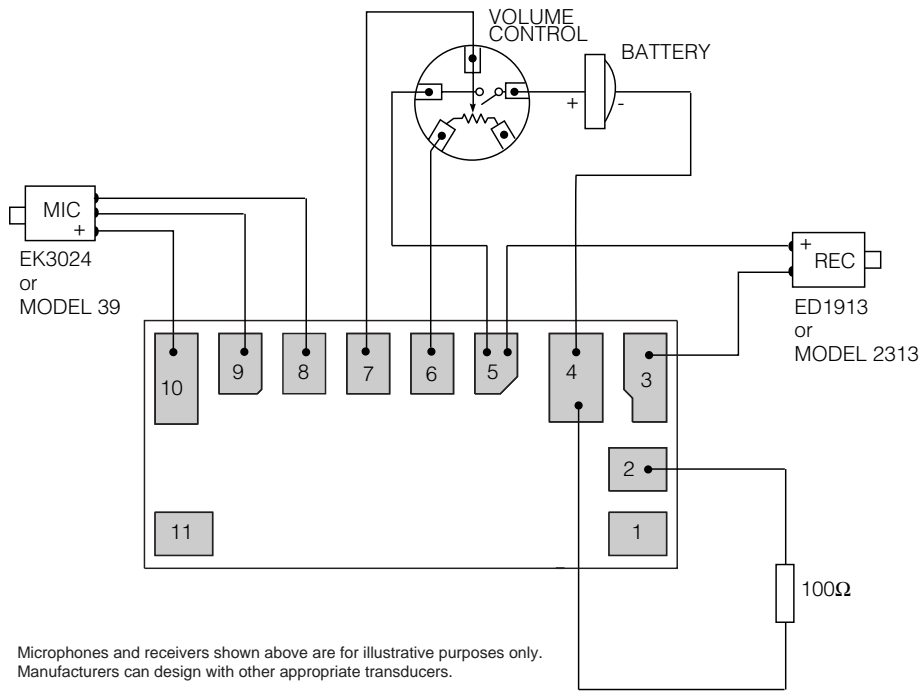 VOLUME
CONTROL
BATTERY
+
-
MIC
+
EK3024
or
MODEL 39
+
REC
ED1913
or
MODEL 2313
10
9
8
7
6
5
4
3
2
11
1
100Ω
Microphones and receivers shown above are for illustrative purposes only.
Manufacturers can design with other appropriate transducers.